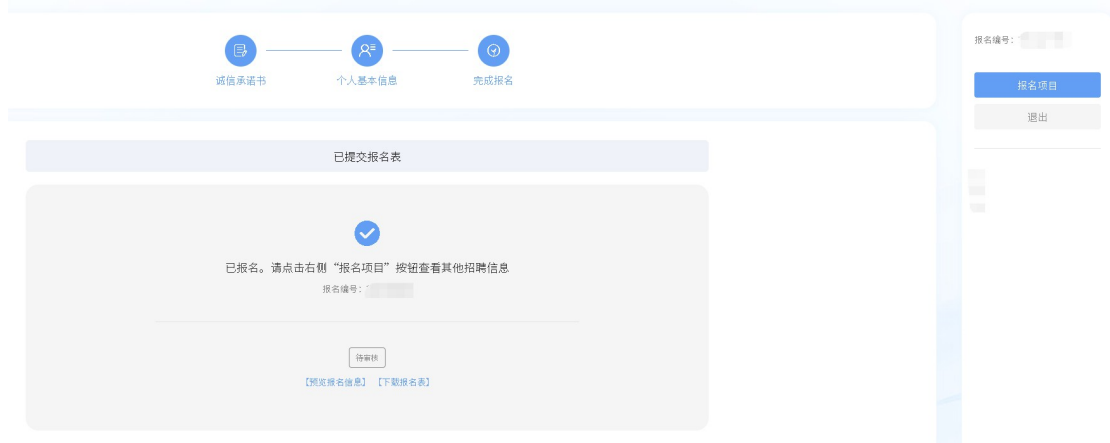 诚信承诺书
个人基本信息
完成报名
报名编号:
报名项目
退出
已提交报名表
已报名。请点击右侧“报名项目”按钮查看其他招聘信息
报名编号:
待审核
【预览报名信息】 【下载报名表】